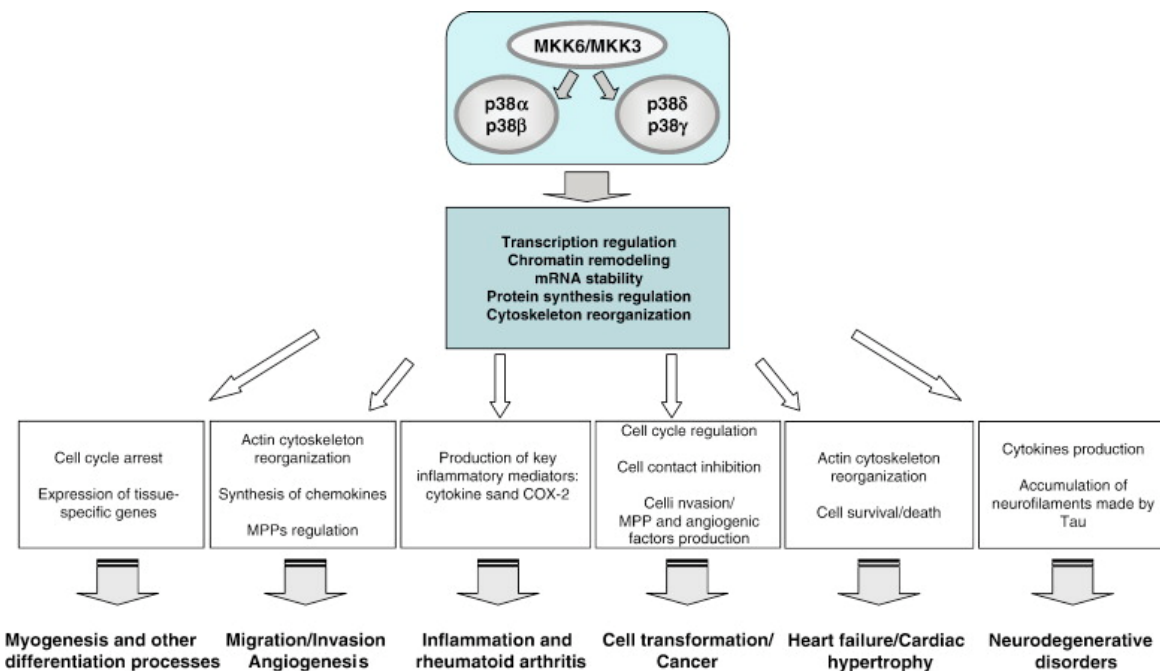 MKK6/MKK3
p38α
p38β
p38δ
p38γ
Transcription regulation
Chromatin remodeling
mRNA stability
Protein synthesis regulation
Cytoskeleton reorganization
Cell cycle arrest
Expression of tissue-
specific genes
Actin cytoskeleton
reorganization
Synthesis of chemokines
MPPs regulation
Production of key
inflammatory mediators:
cytokine sand COX-2
Cell cycle regulation
Cell contact inhibition
Celli nvasion/
MPP and angiogenic
factors production
Actin cytoskeleton
reorganization
Cell survival/death
Cytokines production
Accumulation of
neurofilaments made by
Tau
Myogenesis and other
differentiation processes
Migration/Invasion
Angiogenesis
Inflammation and
rheumatoid arthritis
Cell transformation/
Cancer
Heart failure/Cardiac
hypertrophy
Neurodegenerative
disorders